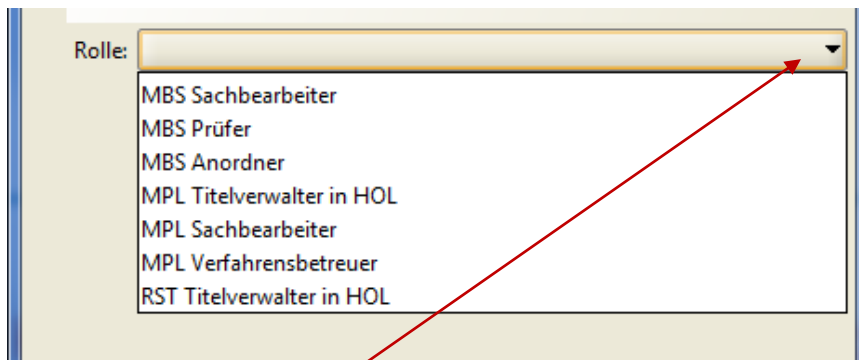 Rolle:
MBS Sachbearbeiter
MBS Prüfer
MBS Anordner
MPL Titelverwalter in HOL
MPL Sachbearbeiter
MPL Verfahrensbetreuer
RST Titelverwalter in HOL